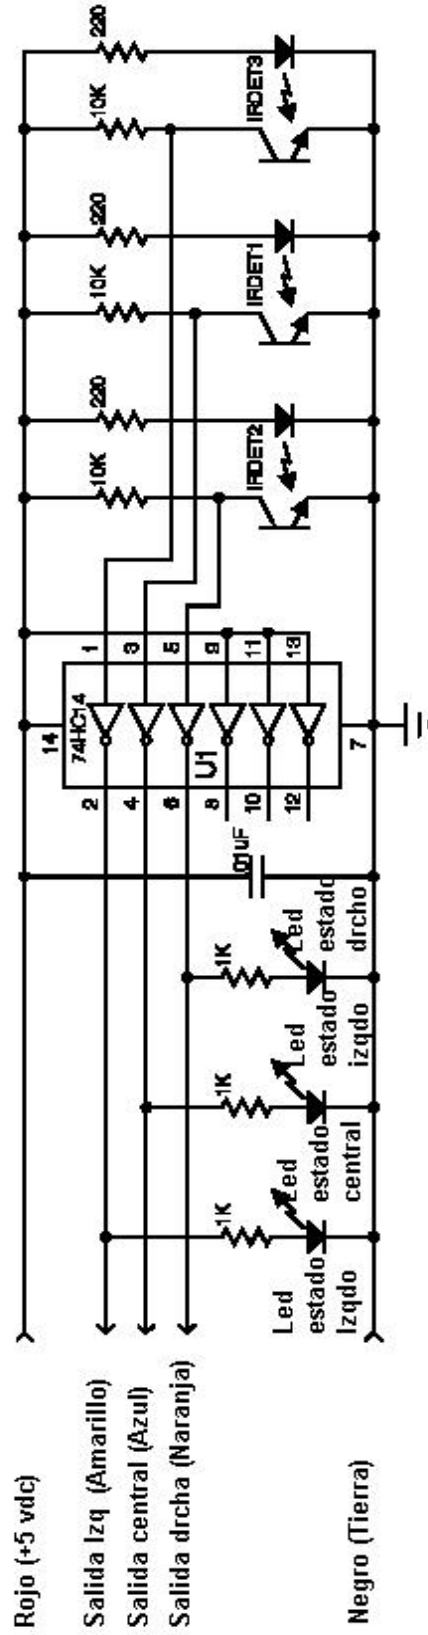 Rojo (+5 vdc)
Salida Izq (Amarillo)
Salida central (Azul)
Salida drcha (Naranja)
Negro (Tierra)
1K
1K
1K
Led
estado
Izqdo
Led
estado
central
Led
estado
izqdo
Led
estado
drcho
.01uF
14
74HC14
U1
7
2
4
6
8
10
12
1
3
5
9
11
13
10K
220
10K
220
10K
220
IRDET2
IRDET1
IRDET3